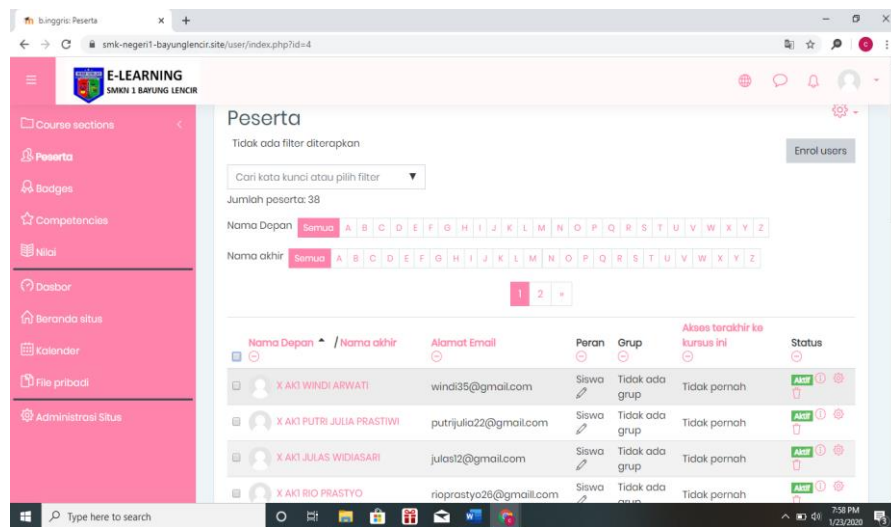 b.inggris: Peserta
smk-negeri1-bayunglencir.site/user/index.php?id=4
E-LEARNING
SMKN 1 BAYUNG LENCIR
Course sections
Peserta
Badges
Competencies
Nilai
Dasbor
Beranda situs
Kalender
File pribadi
Administrasi Situs
Peserta
Tidak ada filter diterapkan
Enrol users
Cari kata kunci atau pilih filter ▼
Jumlah peserta: 38
Nama Depan Semua A B C D E F G H I J K L M N O P Q R S T U V W X Y Z
Nama akhir Semua A B C D E F G H I J K L M N O P Q R S T U V W X Y Z
1 2 »
Nama Depan / Nama akhir Alamat Email Peran Grup Akses terakhir ke kursus ini Status
X AK1 WINDI ARWATI windi35@gmail.com Siswa Tidak ada grup Tidak pernah Aktif
X AK1 PUTRI JULIA PRASTIWI putrijulia22@gmail.com Siswa Tidak ada grup Tidak pernah Aktif
X AK1 JULAS WIDIASARI julas12@gmail.com Siswa Tidak ada grup Tidak pernah Aktif
X AK1 RIO PRASTYO rioprastyo26@gmail.com Siswa Tidak ada grup Tidak pernah Aktif
Type here to search
7:58 PM
1/23/2020